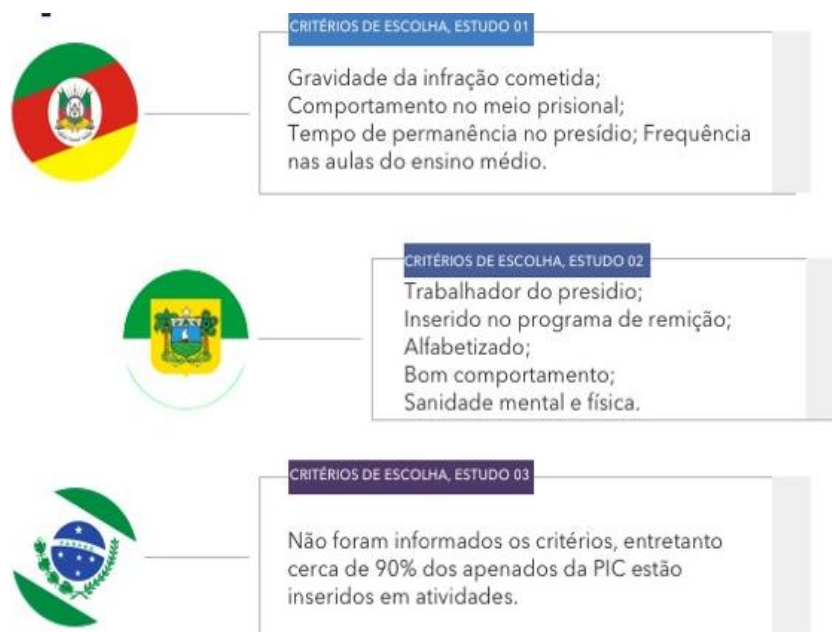 CRITÉRIOS DE ESCOLHA, ESTUDO 01
Gravidade da infração cometida;
Comportamento no meio prisional;
Tempo de permanência no presídio; Frequência
nas aulas do ensino médio.
CRITÉRIOS DE ESCOLHA, ESTUDO 02
Trabalhador do presidio;
Inserido no programa de remição;
Alfabetizado;
Bom comportamento;
Sanidade mental e física.
CRITÉRIOS DE ESCOLHA, ESTUDO 03
Não foram informados os critérios, entretanto
cerca de 90% dos apenados da PIC estão
inseridos em atividades.